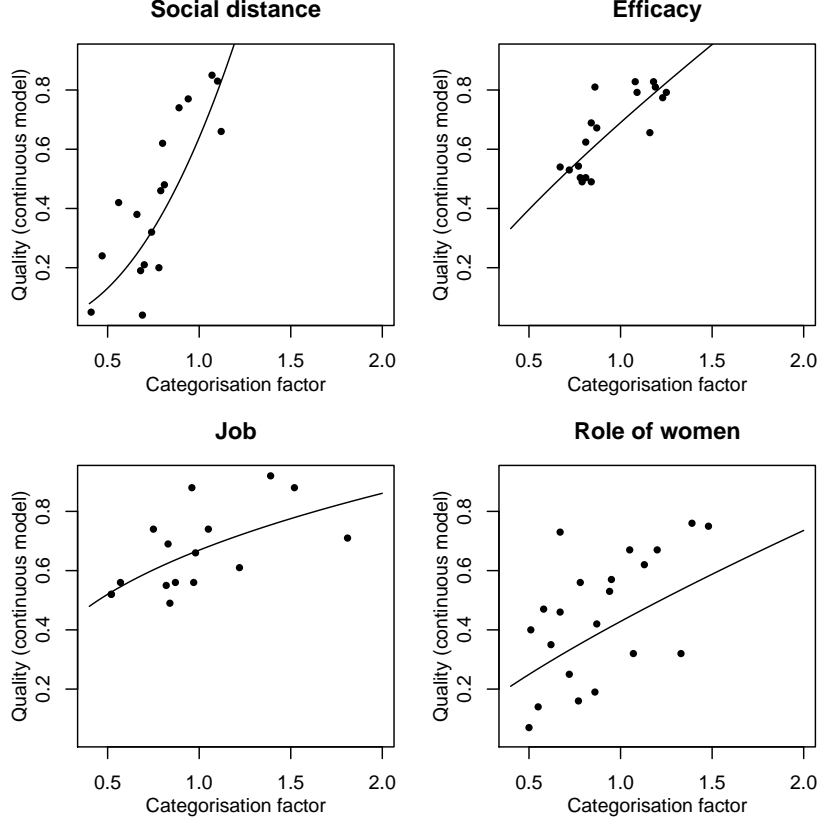 Social distance
Quality (continuous model)
0.2 0.4 0.6 0.8
0.5 1.0 1.5 2.0
Categorisation factor
Efficacy
Quality (continuous model)
0.2 0.4 0.6 0.8
0.5 1.0 1.5 2.0
Categorisation factor
Job
Quality (continuous model)
0.2 0.4 0.6 0.8
0.5 1.0 1.5 2.0
Categorisation factor
Role of women
Quality (continuous model)
0.2 0.4 0.6 0.8
0.5 1.0 1.5 2.0
Categorisation factor